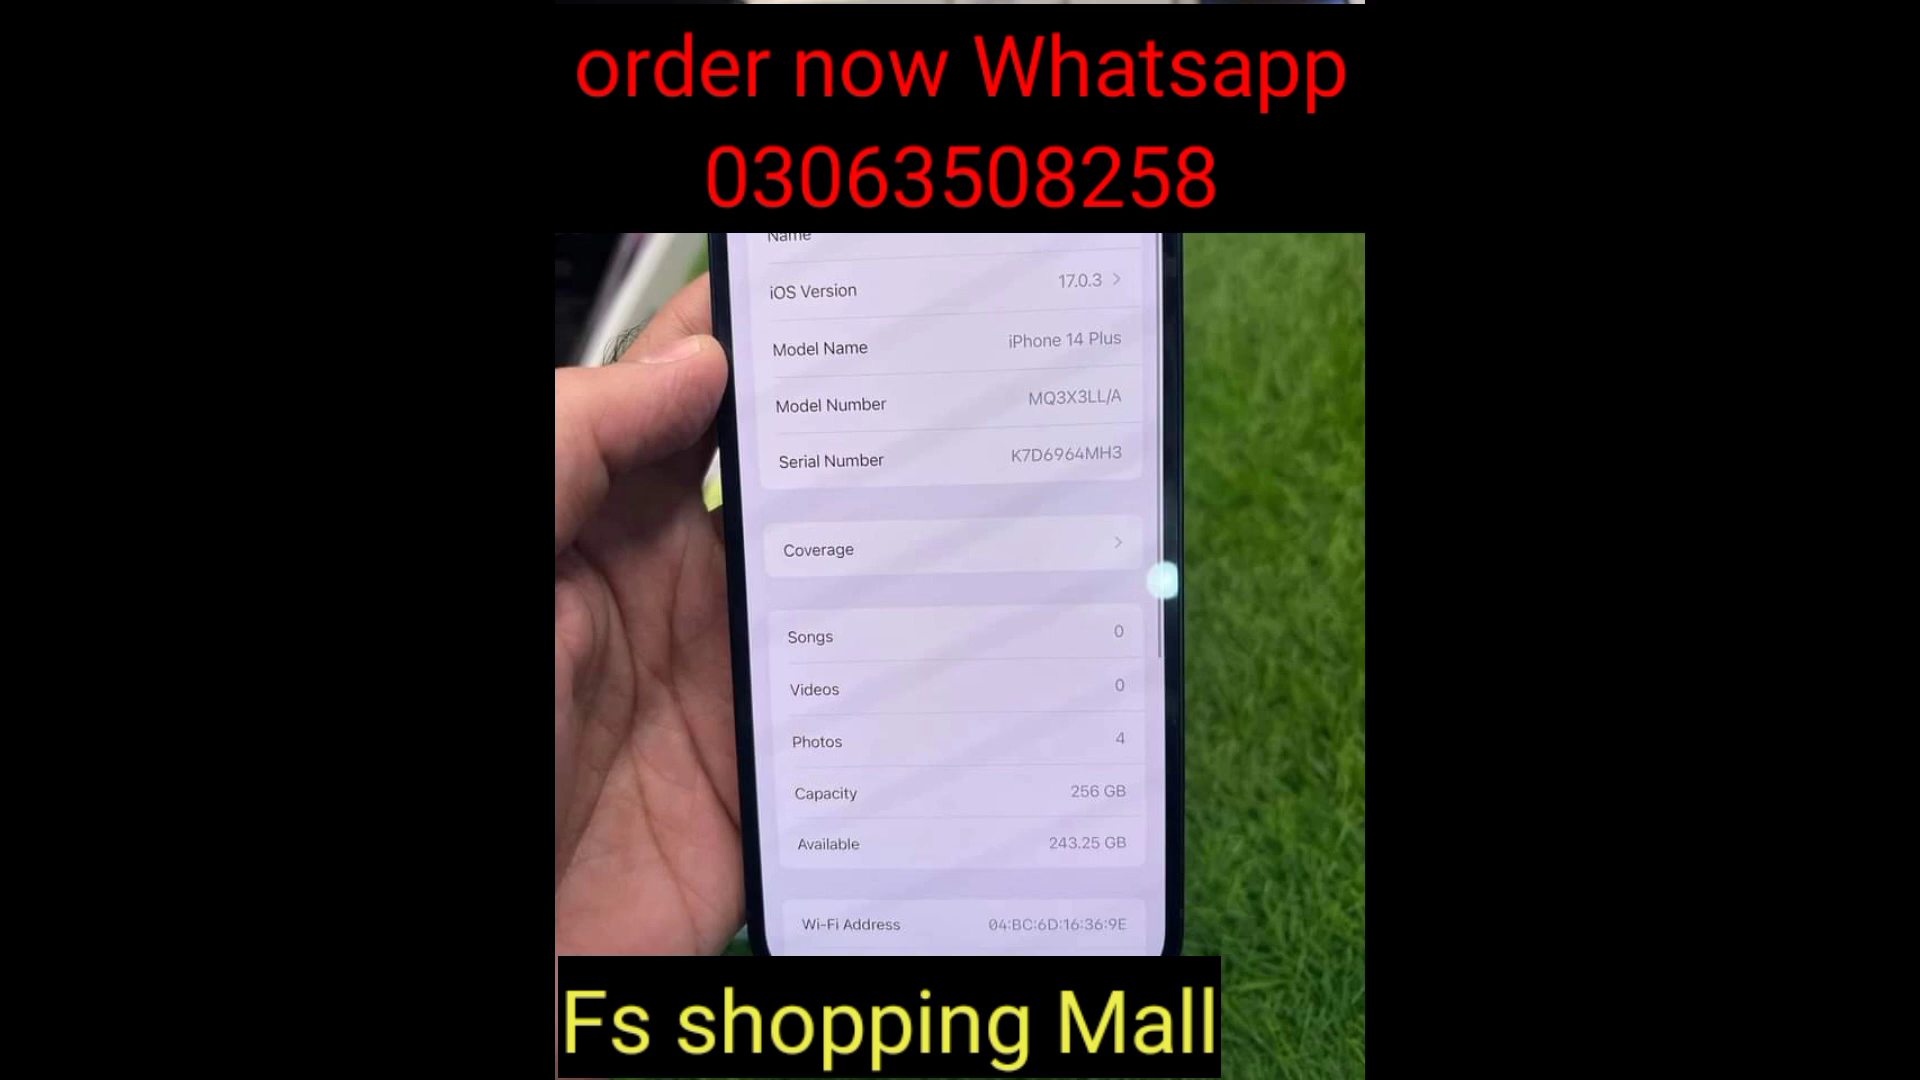 order now Whatsapp
03063508258
Name
iOS Version 17.0.3 >
Model Name iPhone 14 Plus
Model Number MQ3X3LL/A
Serial Number K7D6964MH3
Coverage >
Songs 0
Videos 0
Photos 4
Capacity 256 GB
Available 243.25 GB
Wi-Fi Address 04:BC:6D:16:36:9E
Fs shopping Mall